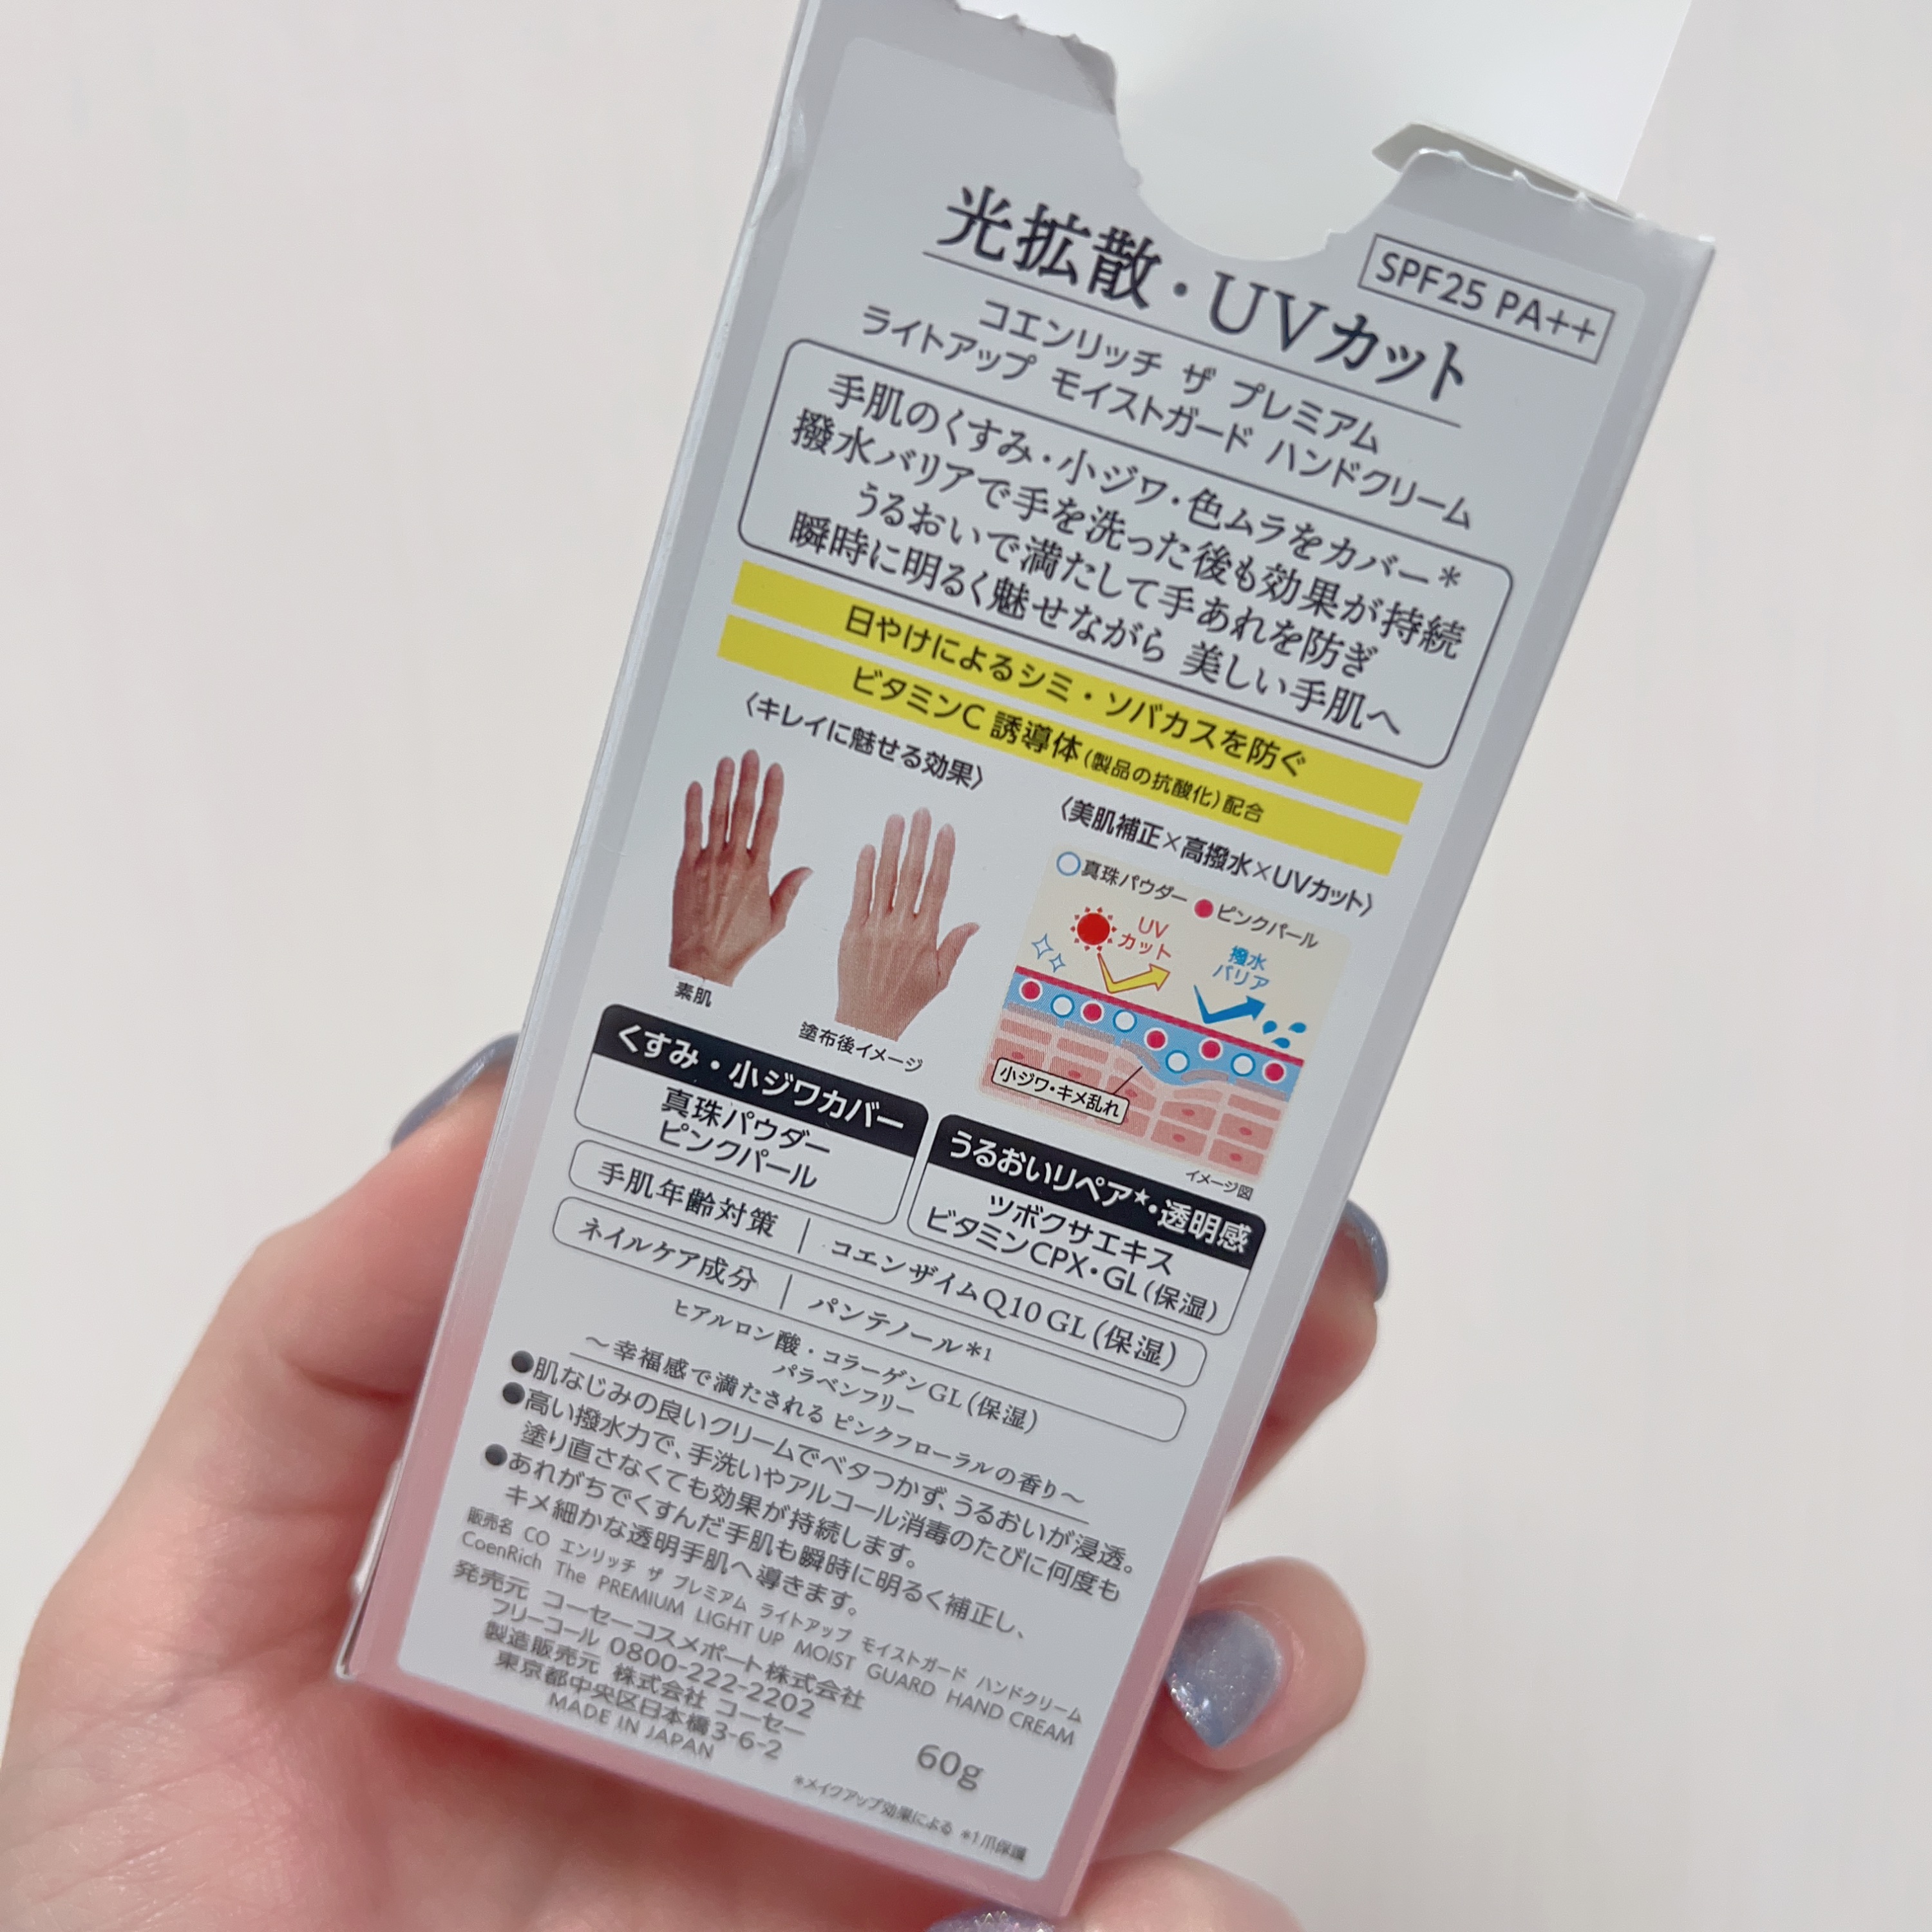 SPF25 PA++
光拡散・UVカット
コエンリッチ ザ プレミアム
ライトアップ モイストガード ハンドクリーム
手肌のくすみ・小ジワ・色ムラをカバー＊
撥水バリアで手を洗った後も効果が持続
うるおいで満たして手あれを防ぎ
瞬時に明るく魅せながら 美しい手肌へ
日やけによるシミ・ソバカスを防ぐ
ビタミンC 誘導体(製品の抗酸化)配合
〈キレイに魅せる効果〉
素肌
塗布後イメージ
〈美肌補正×高撥水×UVカット〉
真珠パウダー ピンクパール
UV
カット
撥水
バリア
小ジワ・キメ乱れ
イメージ図
くすみ・小ジワカバー
真珠パウダー
ピンクパール
うるおいリペア★・透明感
ツボクサエキス
ビタミンCPX・GL(保湿)
手肌年齢対策 | コエンザイムQ10 GL(保湿)
ネイルケア成分 | パンテノール＊1
ヒアルロン酸・コラーゲンGL(保湿)
パラベンフリー
～幸福感で満たされる ピンクフローラルの香り～
●肌なじみの良いクリームでベタつかず、うるおいが浸透。
●高い撥水力で、手洗いやアルコール消毒のたびに何度も
塗り直さなくても効果が持続します。
●あれがちでくすんだ手肌も瞬時に明るく補正し、
キメ細かな透明手肌へ導きます。
販売名 CO エンリッチ ザ プレミアム ライトアップ モイストガード ハンドクリーム
CoenRich The PREMIUM LIGHT UP MOIST GUARD HAND CREAM
発売元 コーセーコスメポート株式会社
フリーコール 0800-222-2202
製造販売元 株式会社 コーセー
東京都中央区日本橋3-6-2
MADE IN JAPAN
60g
＊メイクアップ効果による ＊1 爪保護